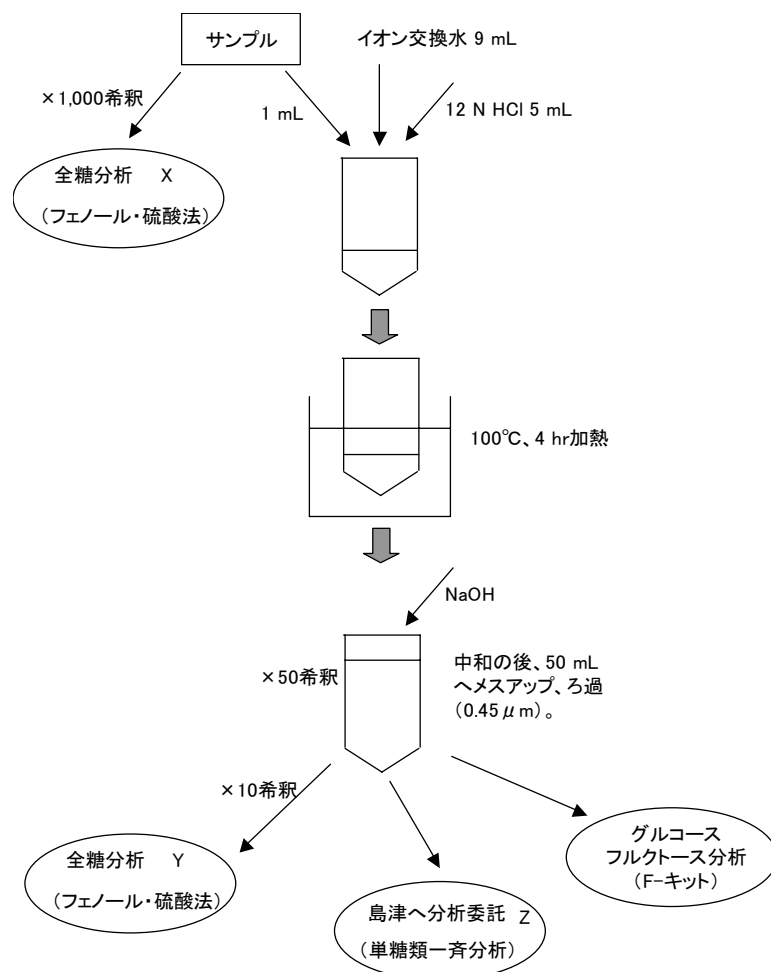 サンプル
イオン交換水 9 mL
×1,000希釈
1 mL
12 N HCl 5 mL
全糖分析 X
(フェノール・硫酸法)
100℃、4 hr加熱
NaOH
×50希釈
中和の後、50 mL
へメスアップ、ろ過
(0.45μm)。
×10希釈
全糖分析 Y
(フェノール・硫酸法)
島津へ分析委託 Z
(単糖類一斉分析)
グルコース
フルクトース分析
(F-キット)